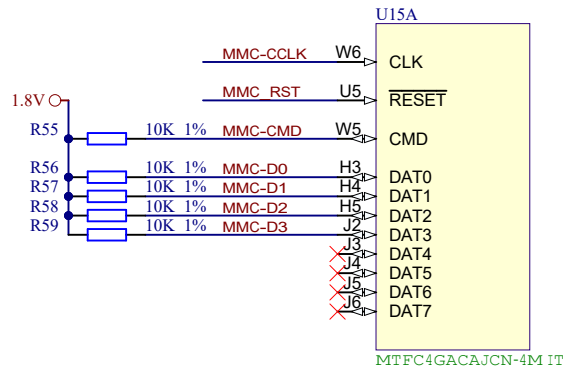 U15A
MMC-CCLK W6 CLK
MMC_RST U5 RESET
1.8V
R55 10K 1% MMC-CMD W5 CMD
R56 10K 1% MMC-D0 H3 DAT0
R57 10K 1% MMC-D1 H4 DAT1
R58 10K 1% MMC-D2 H5 DAT2
R59 10K 1% MMC-D3 J2 DAT3
J3 DAT4
J4 DAT5
J5 DAT6
J6 DAT7
MTFC4GACAJCN-4M IT